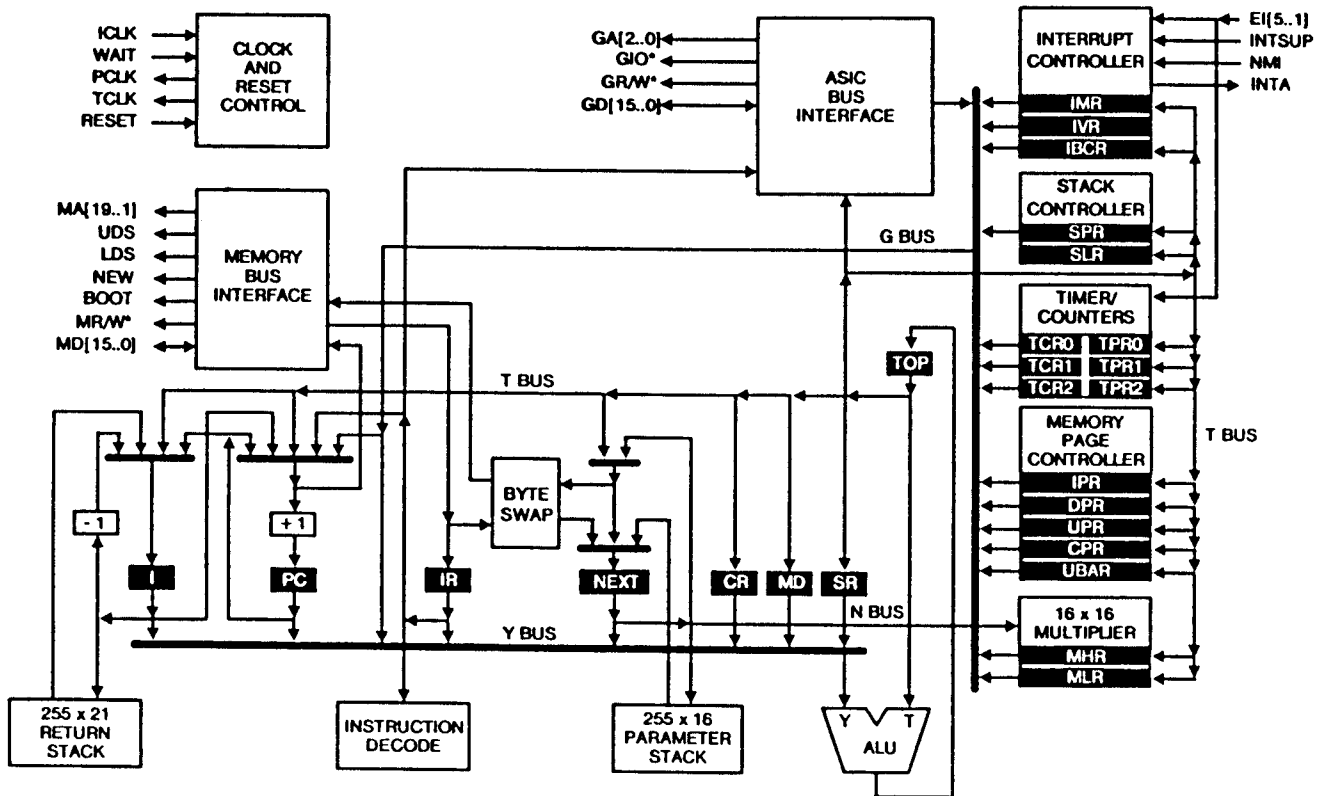 ICLK
WAIT
PCLK
TCLK
RESET
CLOCK
AND
RESET
CONTROL
GA[2..0]
GIO*
GR/W*
GD[15..0]
ASIC
BUS
INTERFACE
INTERRUPT
CONTROLLER
IMR
IVR
IBCR
EI[5..1]
INTSUP
NMI
INTA
STACK
CONTROLLER
SPR
SLR
MA[19..1]
UDS
LDS
NEW
BOOT
MR/W*
MD[15..0]
MEMORY
BUS
INTERFACE
G BUS
TIMER/
COUNTERS
TCR0 TPR0
TCR1 TPR1
TCR2 TPR2
TOP
T BUS
MEMORY
PAGE
CONTROLLER
IPR
DPR
UPR
CPR
UBAR
T BUS
- 1
+ 1
BYTE
SWAP
I
PC
IR
NEXT
CR
MD
SR
N BUS
Y BUS
16 x 16
MULTIPLIER
MHR
MLR
255 x 21
RETURN
STACK
INSTRUCTION
DECODE
255 x 16
PARAMETER
STACK
Y T
ALU